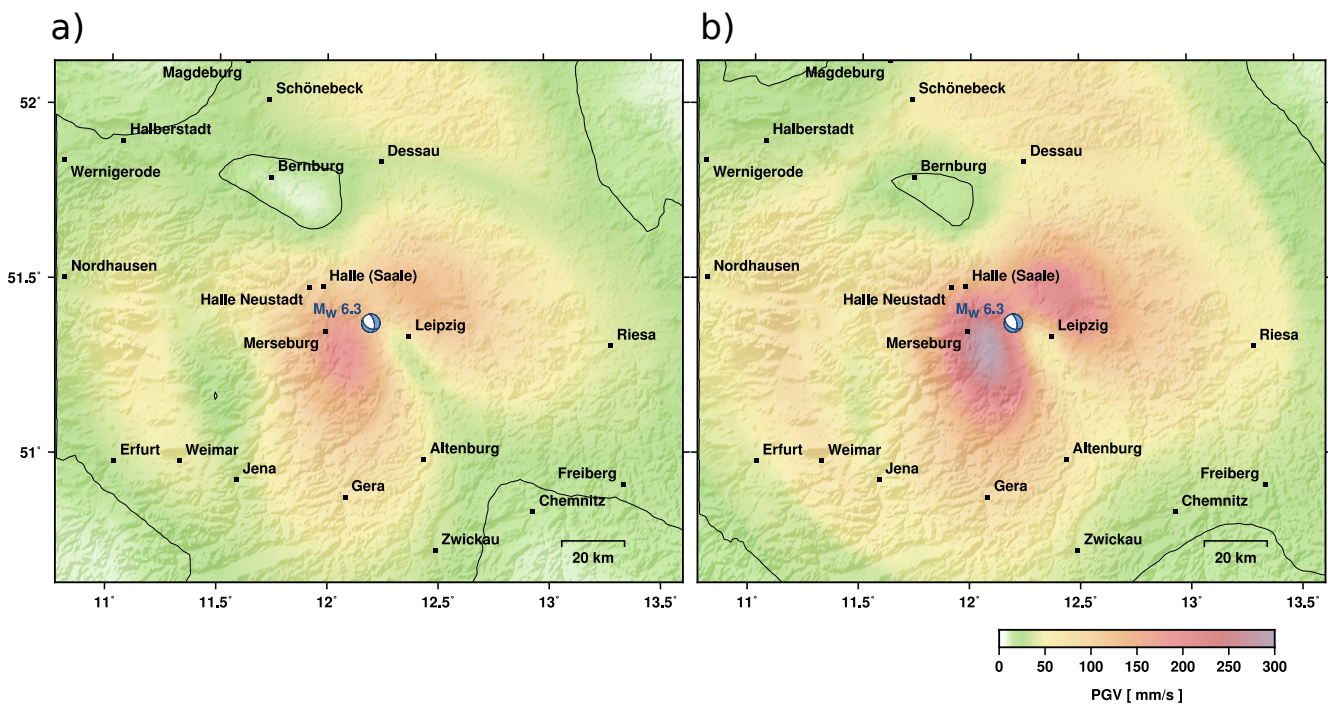 a)
b)
Magdeburg
Schönebeck
Halberstadt
Wernigerode
Bernburg
Dessau
Nordhausen
Halle (Saale)
Halle Neustadt
Mw 6.3
Merseburg
Leipzig
Riesa
Erfurt
Weimar
Jena
Altenburg
Gera
Freiberg
Chemnitz
Zwickau
20 km
52˚
51.5˚
51˚
11˚ 11.5˚ 12˚ 12.5˚ 13˚ 13.5˚
Magdeburg
Schönebeck
Halberstadt
Wernigerode
Bernburg
Dessau
Nordhausen
Halle (Saale)
Halle Neustadt
Mw 6.3
Merseburg
Leipzig
Riesa
Erfurt
Weimar
Jena
Altenburg
Gera
Freiberg
Chemnitz
Zwickau
20 km
11˚ 11.5˚ 12˚ 12.5˚ 13˚ 13.5˚
0 50 100 150 200 250 300
PGV [ mm/s ]